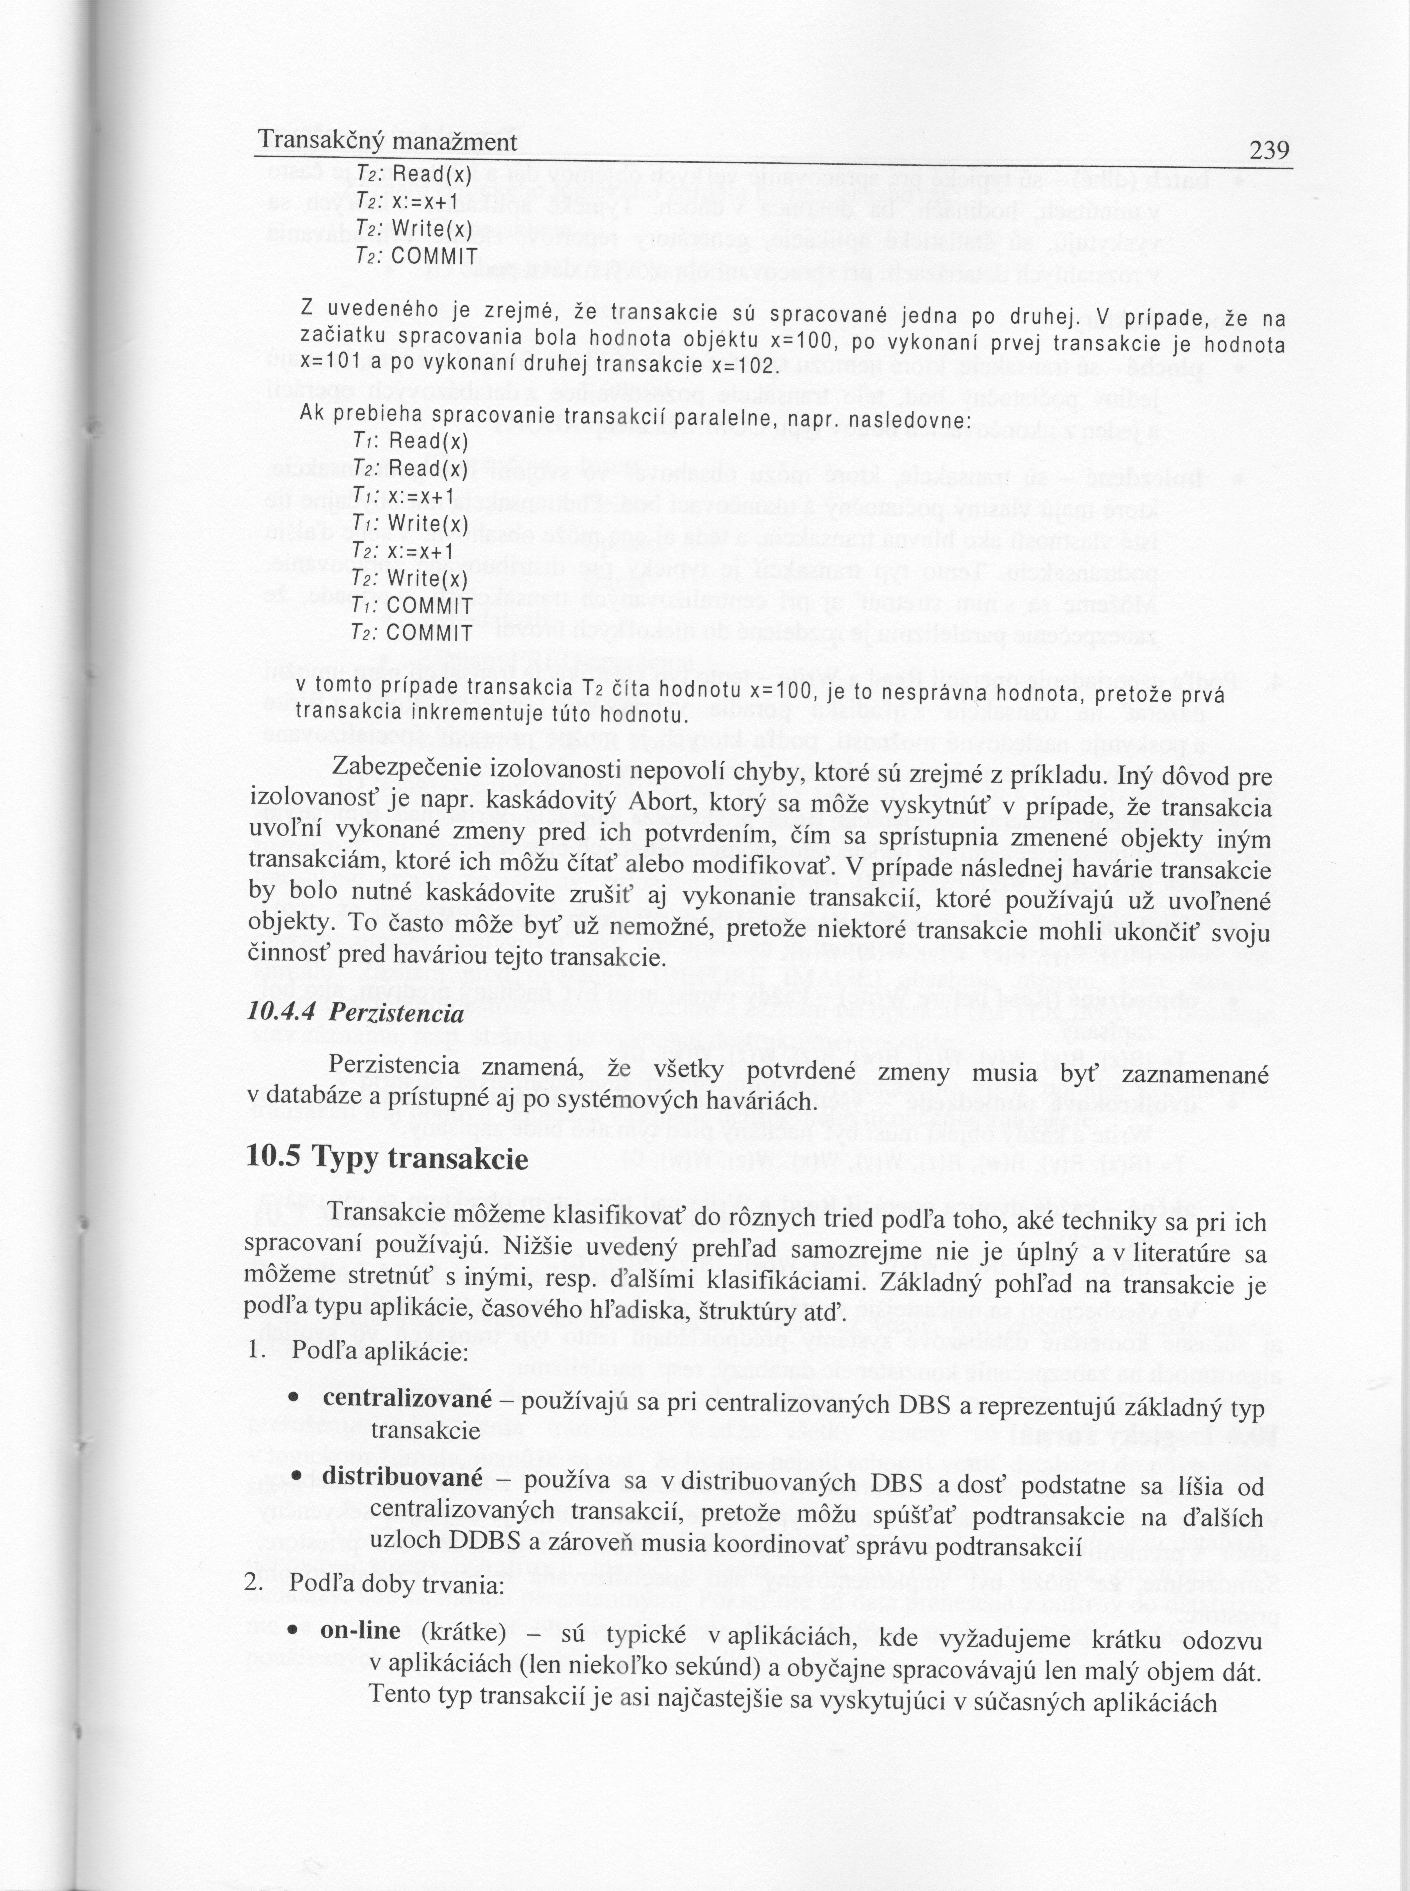 Transakčný manažment 239
T2: Read(x)
T2: x:=x+1
T2: Write(x)
T2: COMMIT
Z uvedeného je zrejmé, že transakcie sú spracované jedna po druhej. V prípade, že na
začiatku spracovania bola hodnota objektu x=100, po vykonaní prvej transakcie je hodnota
x=101 a po vykonaní druhej transakcie x=102.
Ak prebieha spracovanie transakcií paralelne, napr. nasledovne:
T1: Read(x)
T2: Read(x)
T1: x:=x+1
T1: Write(x)
T2: x:=x+1
T2: Write(x)
T1: COMMIT
T2: COMMIT
v tomto prípade transakcia T2 číta hodnotu x=100, je to nesprávna hodnota, pretože prvá
transakcia inkrementuje túto hodnotu.
Zabezpečenie izolovanosti nepovolí chyby, ktoré sú zrejmé z príkladu. Iný dôvod pre
izolovanosť je napr. kaskádovitý Abort, ktorý sa môže vyskytnúť v prípade, že transakcia
uvoľní vykonané zmeny pred ich potvrdením, čím sa sprístupnia zmenené objekty iným
transakciám, ktoré ich môžu čítať alebo modifikovať. V prípade následnej havárie transakcie
by bolo nutné kaskádovite zrušiť aj vykonanie transakcií, ktoré používajú už uvoľnené
objekty. To často môže byť už nemožné, pretože niektoré transakcie mohli ukončiť svoju
činnosť pred haváriou tejto transakcie.
10.4.4 Perzistencia
Perzistencia znamená, že všetky potvrdené zmeny musia byť zaznamenané
v databáze a prístupné aj po systémových haváriách.
10.5 Typy transakcie
Transakcie môžeme klasifikovať do rôznych tried podľa toho, aké techniky sa pri ich
spracovaní používajú. Nižšie uvedený prehľad samozrejme nie je úplný a v literatúre sa
môžeme stretnúť s inými, resp. ďalšími klasifikáciami. Základný pohľad na transakcie je
podľa typu aplikácie, časového hľadiska, štruktúry atď.
1. Podľa aplikácie:
• centralizované – používajú sa pri centralizovaných DBS a reprezentujú základný typ
transakcie
• distribuované – používa sa v distribuovaných DBS a dosť podstatne sa líšia od
centralizovaných transakcií, pretože môžu spúšťať podtransakcie na ďalších
uzloch DDBS a zároveň musia koordinovať správu podtransakcií
2. Podľa doby trvania:
• on-line (krátke) – sú typické v aplikáciách, kde vyžadujeme krátku odozvu
v aplikáciách (len niekoľko sekúnd) a obyčajne spracovávajú len malý objem dát.
Tento typ transakcií je asi najčastejšie sa vyskytujúci v súčasných aplikáciách